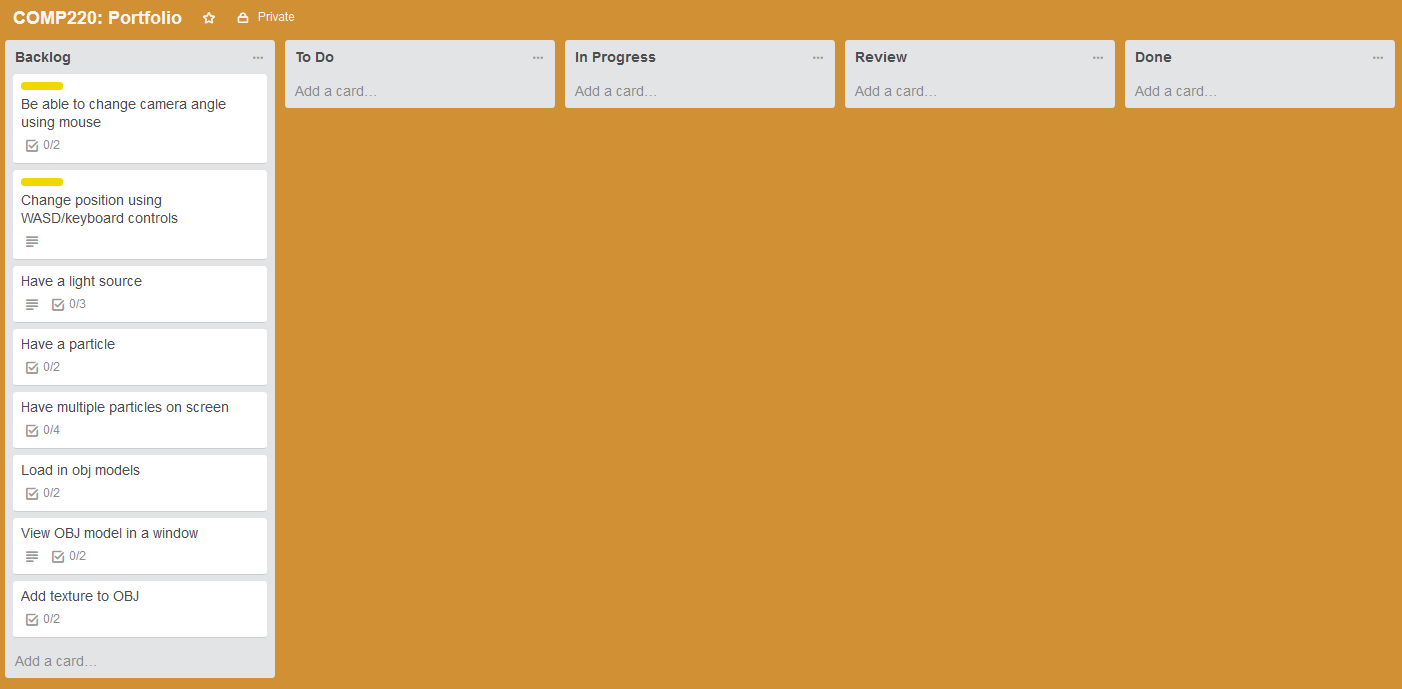 COMP220: Portfolio Private
Backlog
Be able to change camera angle
using mouse
0/2
Change position using
WASD/keyboard controls
Have a light source
0/3
Have a particle
0/2
Have multiple particles on screen
0/4
Load in obj models
0/2
View OBJ model in a window
0/2
Add texture to OBJ
0/2
Add a card…
To Do
Add a card…
In Progress
Add a card…
Review
Add a card…
Done
Add a card…